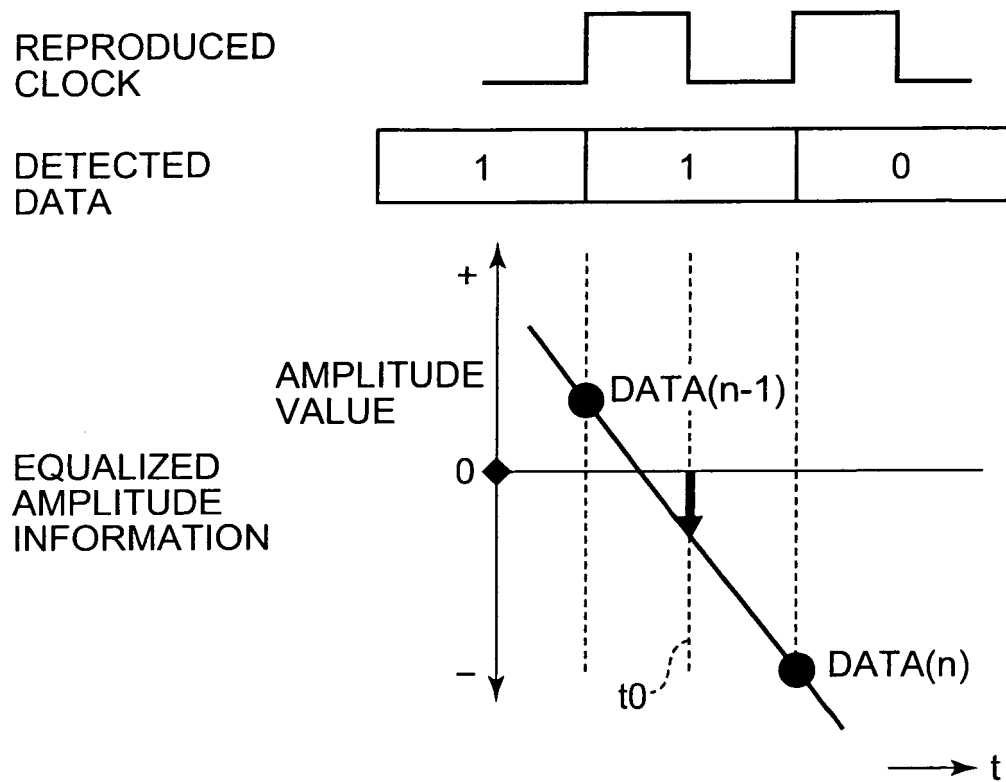 REPRODUCED
CLOCK
DETECTED
DATA
1 1 0
+
AMPLITUDE
VALUE
DATA(n-1)
EQUALIZED
AMPLITUDE
INFORMATION
0
−
t0
DATA(n)
t